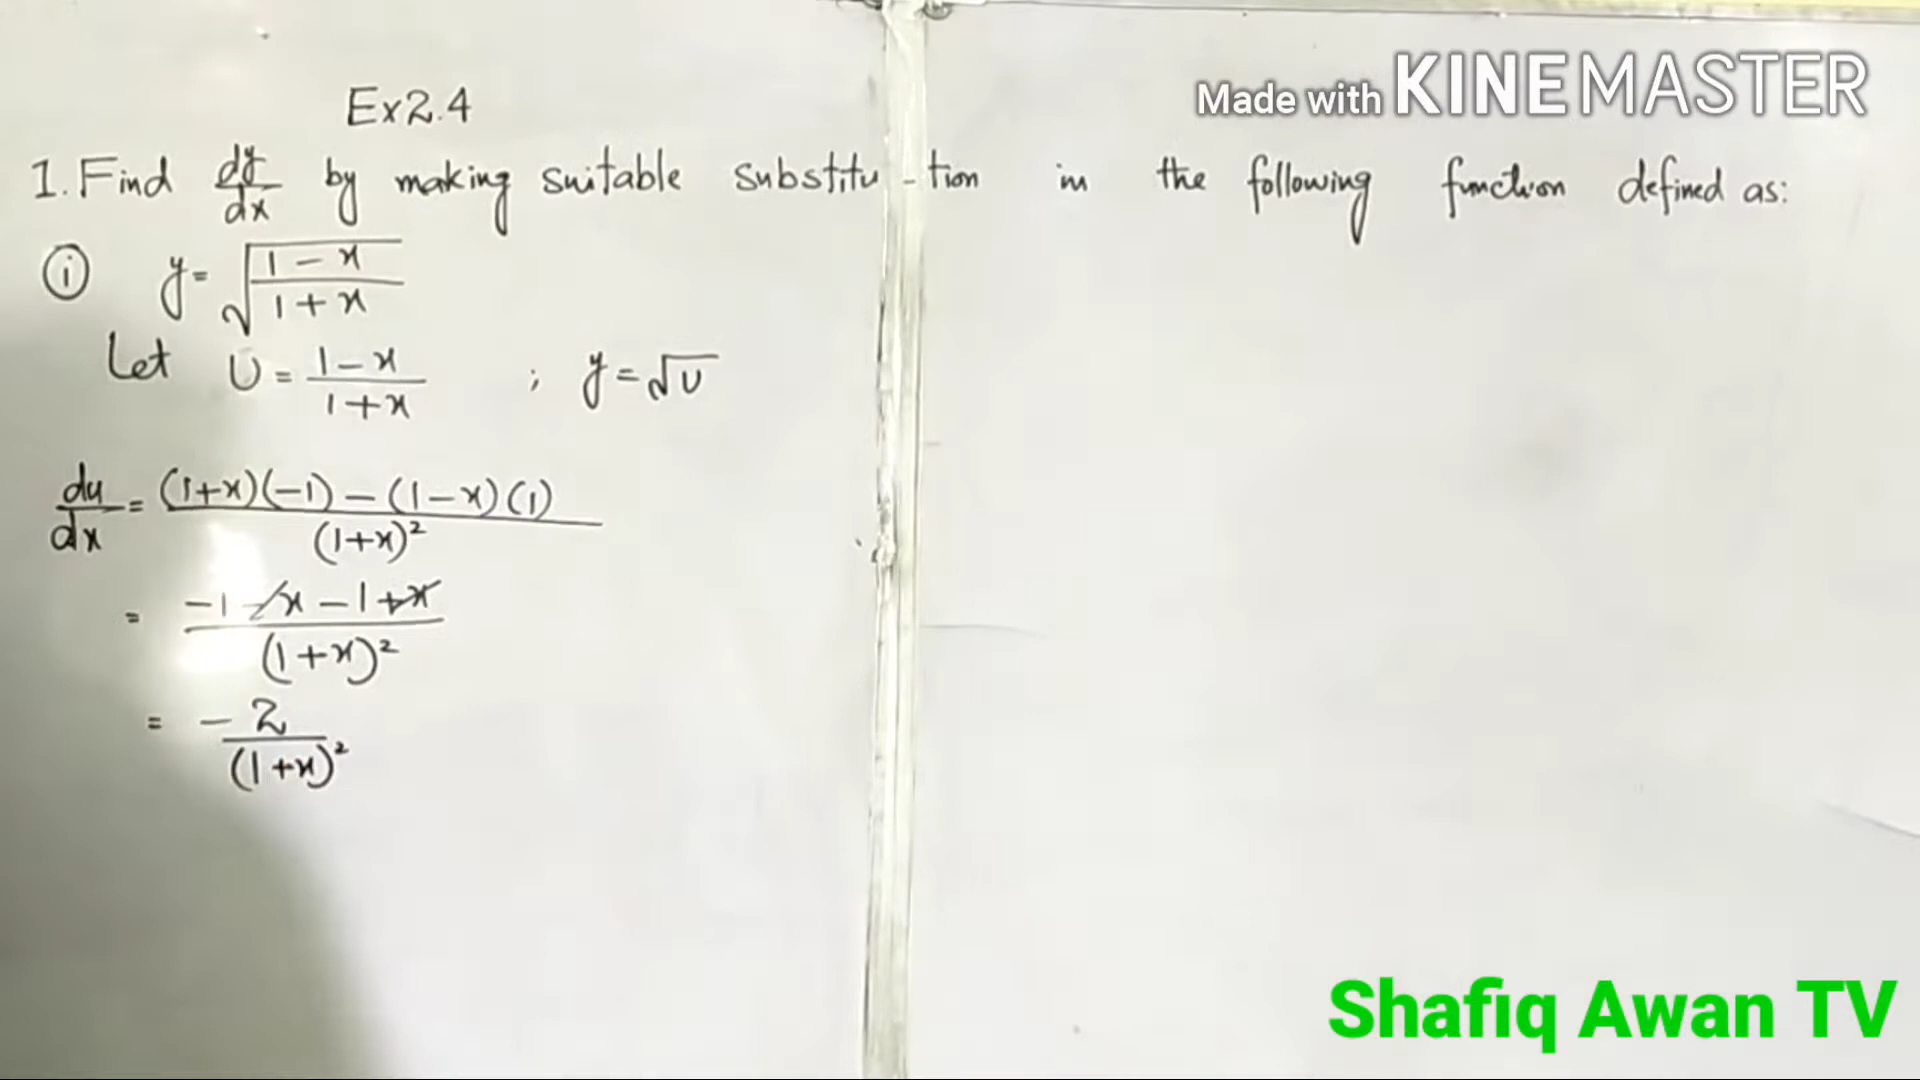 Made with KINEMASTER
Ex2.4
1. Find dy/dx by making suitable substitu-tion in the following function defined as:
(i) y = √((1-x)/(1+x))
Let U = (1-x)/(1+x) ; y = √U
du/dx = ((1+x)(-1) - (1-x)(1))/(1+x)²
= (-1-x-1+x)/(1+x)²
= -2/(1+x)²
Shafiq Awan TV